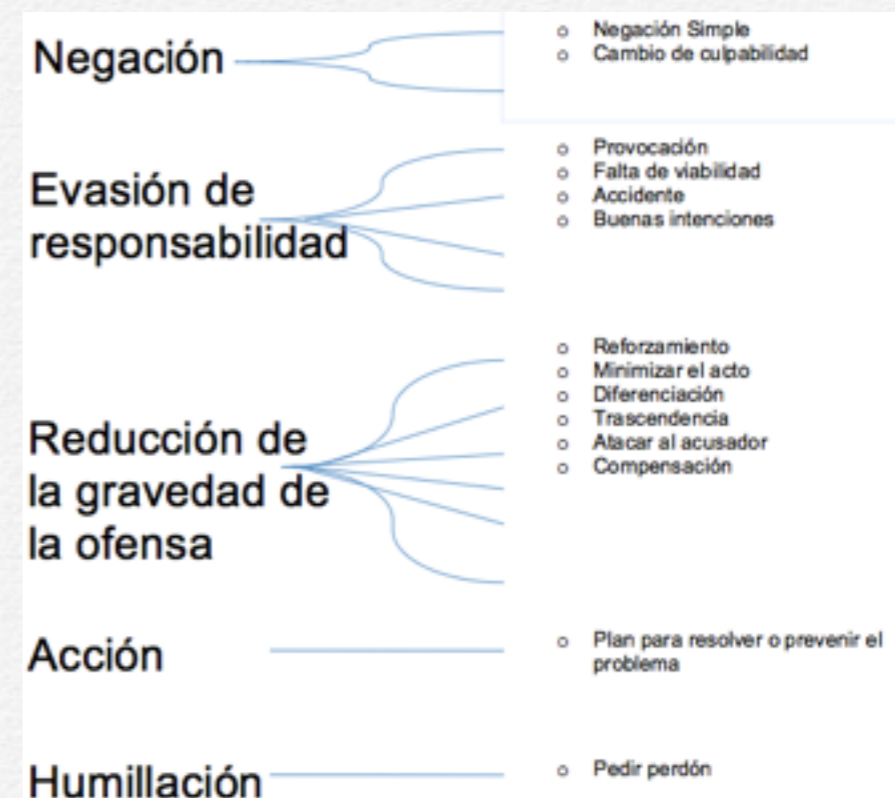 Negación
o Negación Simple
o Cambio de culpabilidad
Evasión de
responsabilidad
o Provocación
o Falta de viabilidad
o Accidente
o Buenas intenciones
Reducción de
la gravedad de
la ofensa
o Reforzamiento
o Minimizar el acto
o Diferenciación
o Trascendencia
o Atacar al acusador
o Compensación
Acción
o Plan para resolver o prevenir el
problema
Humillación
o Pedir perdón